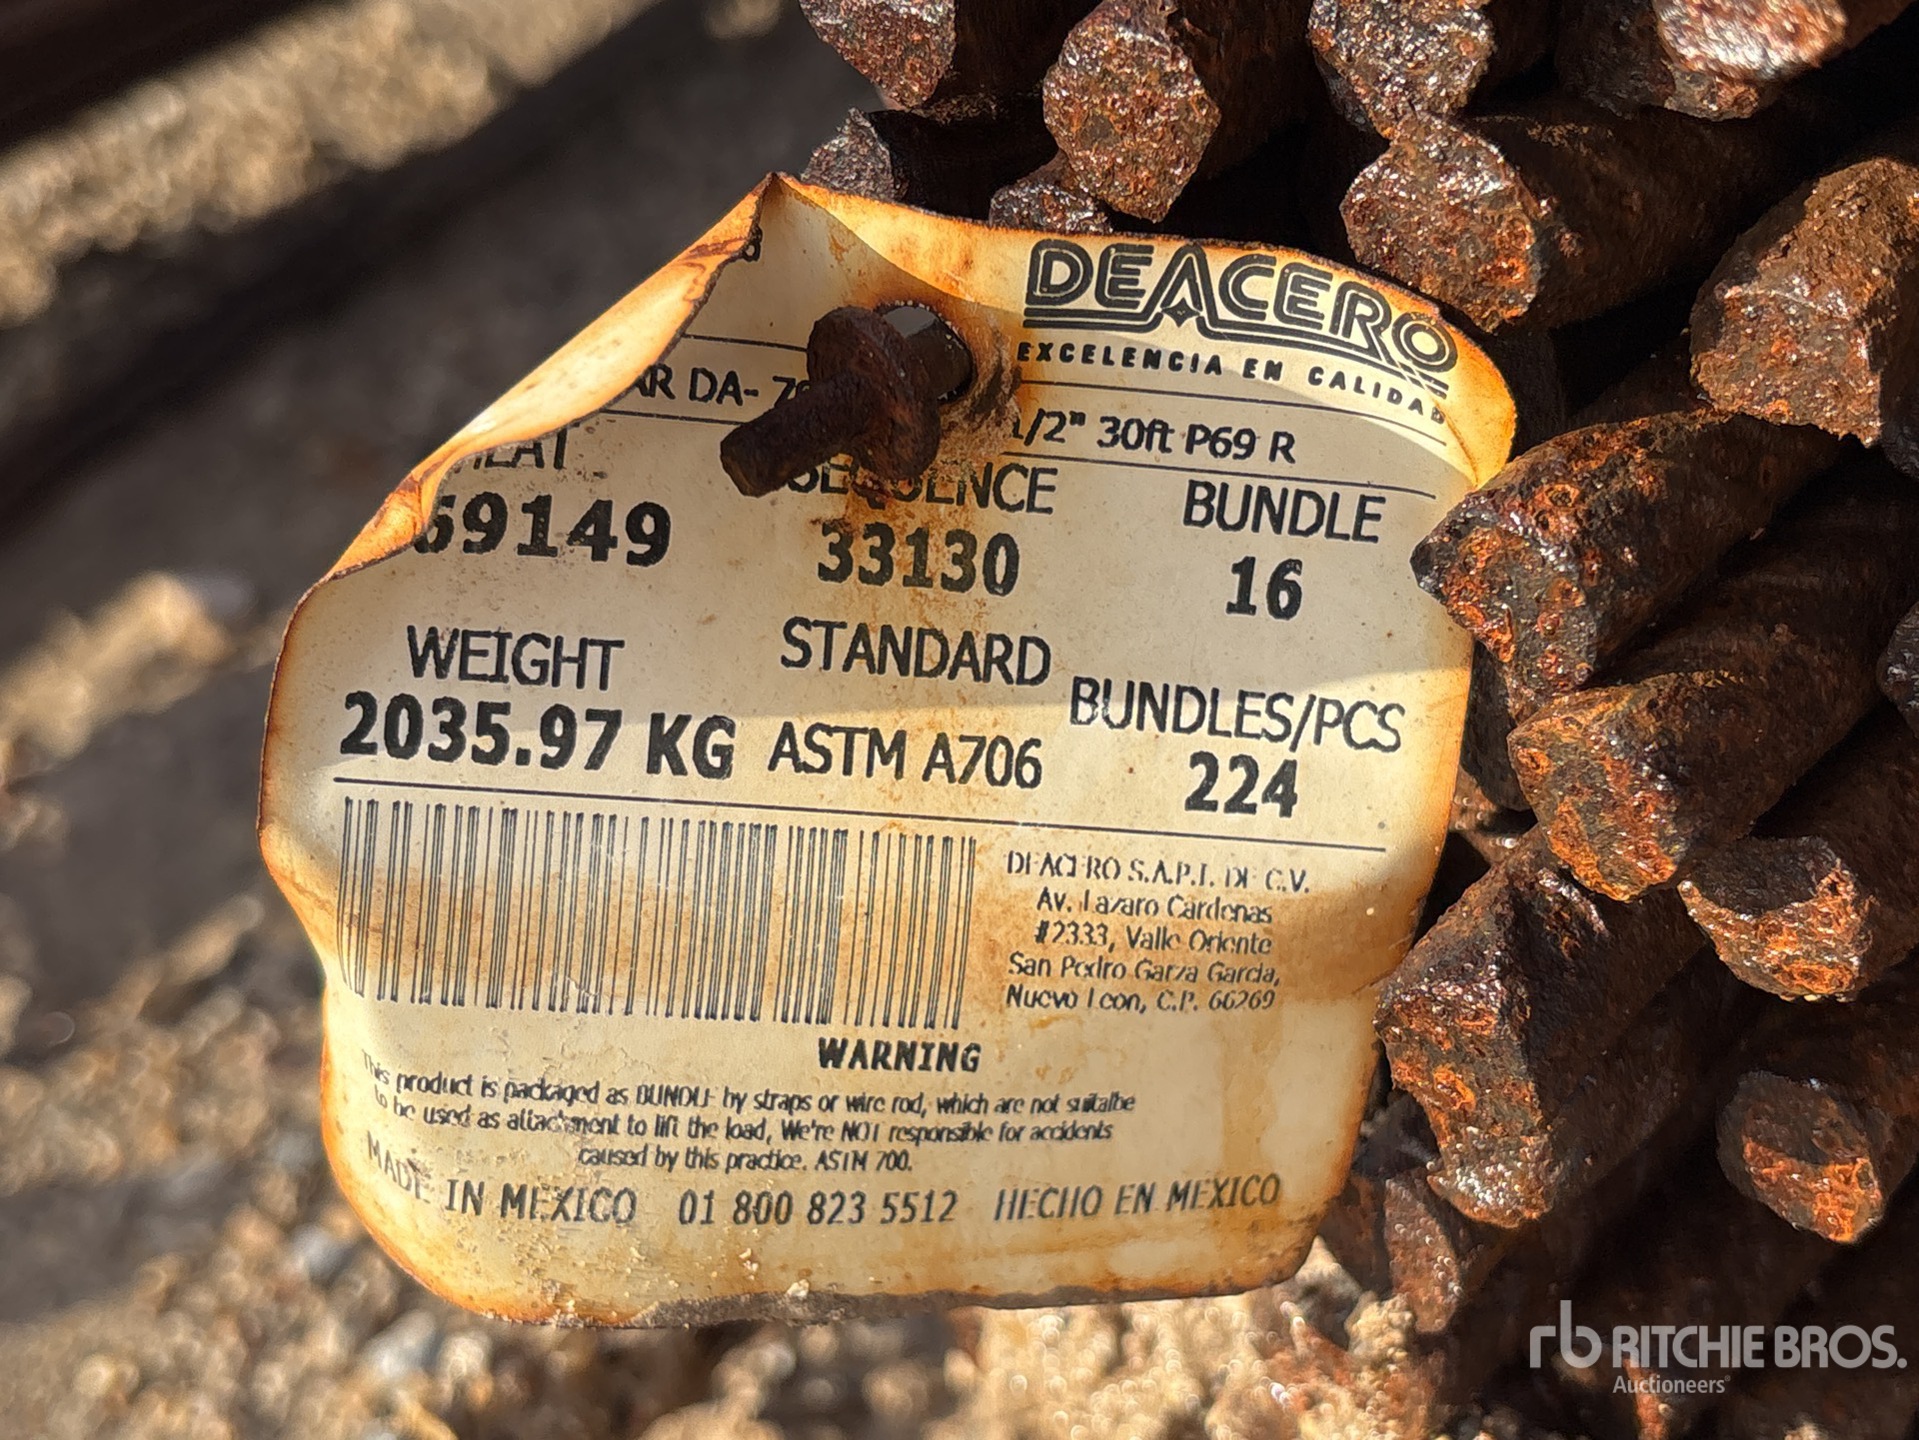 DEACERO
EXCELENCIA EN CALIDAD
AR DA- 1/2" 30ft P69 R
HEAT SEQUENCE BUNDLE
69149 33130 16
WEIGHT STANDARD BUNDLES/PCS
2035.97 KG ASTM A706 224
DEACERO S.A.P.I. DE C.V.
Av. Lazaro Cardenas
#2333, Valle Oriente
San Pedro Garza Garcia,
Nuevo Leon, C.P. 66269
WARNING
This product is packaged as BUNDLE by straps or wire rod, which are not suitalbe
to be used as attachment to lift the load, We're NOT responsible for accidents
caused by this practice. ASTM 700.
MADE IN MEXICO 01 800 823 5512 HECHO EN MEXICO
rb RITCHIE BROS.
Auctioneers